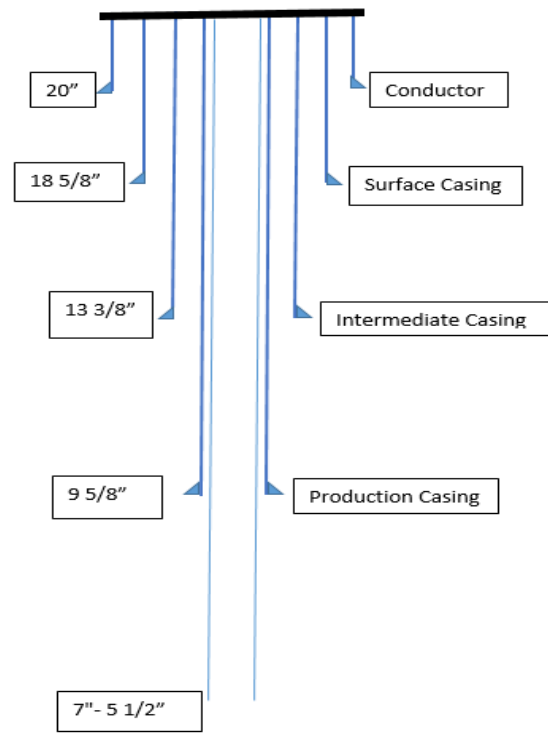 20”
Conductor
18 5/8”
Surface Casing
13 3/8”
Intermediate Casing
9 5/8”
Production Casing
7"- 5 1/2”